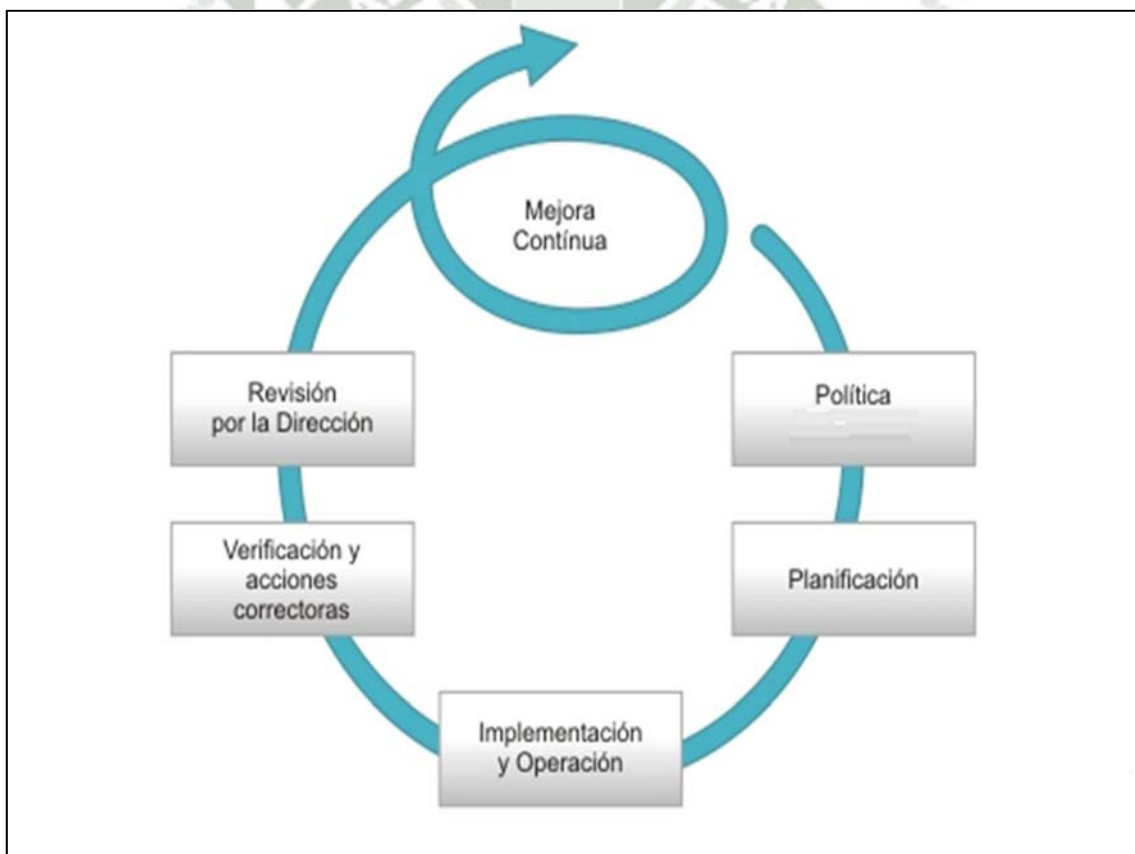 Mejora
Contínua
Política
Planificación
Implementación
y Operación
Verificación y
acciones
correctoras
Revisión
por la Dirección